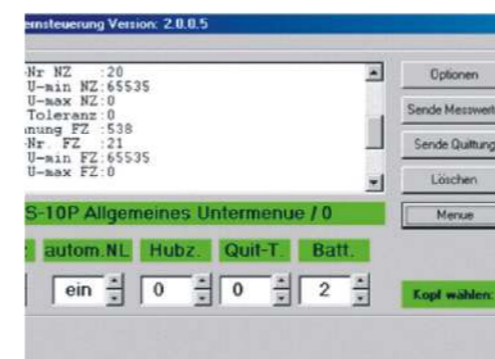 ernsteuerung Version: 2.0.0.5
-Nr NZ :20
U-min NZ:65535
U-max NZ:0
Toleranz:0
nnung FZ :538
-Nr. FZ :21
U-min FZ:65535
U-max FZ:0
Optionen
Sende Messwert
Sende Quittung
Löschen
Menue
S-10P Allgemeines Untermenue / 0
autom.NL Hubz. Quit-T. Batt.
ein 0 0 2
Kopf wählen: